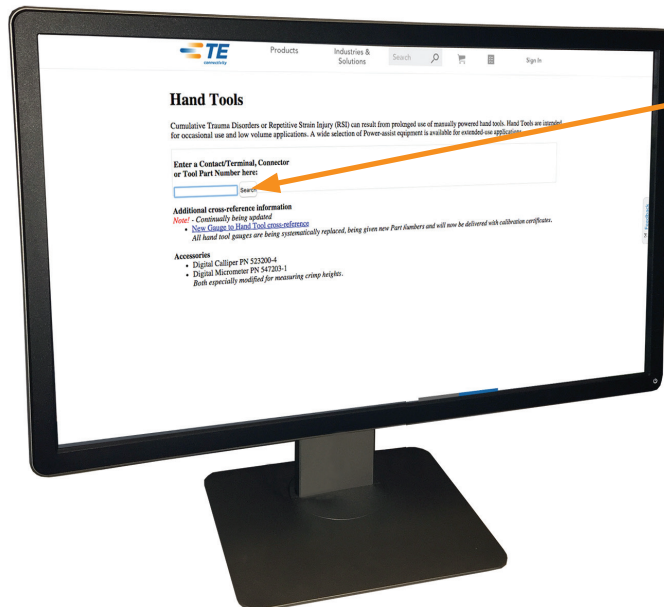 TE
connectivity
Products
Industries &
Solutions
Search
Sign In
Hand Tools
Cumulative Trauma Disorders or Repetitive Strain Injury (RSI) can result from prolonged use of manually powered hand tools. Hand Tools are intended
for occasional use and low volume applications. A wide selection of Power-assist equipment is available for extended-use applications.
Enter a Contact/Terminal, Connector
or Tool Part Number here:
Search
Additional cross-reference information
Note! - Continually being updated
• New Gauge to Hand Tool cross-reference
All hand tool gauges are being systematically replaced, being given new Part Numbers and will now be delivered with calibration certificates.
Accessories
• Digital Calliper PN 523200-4
• Digital Micrometer PN 547203-1
Both especially modified for measuring crimp heights.
Feedback